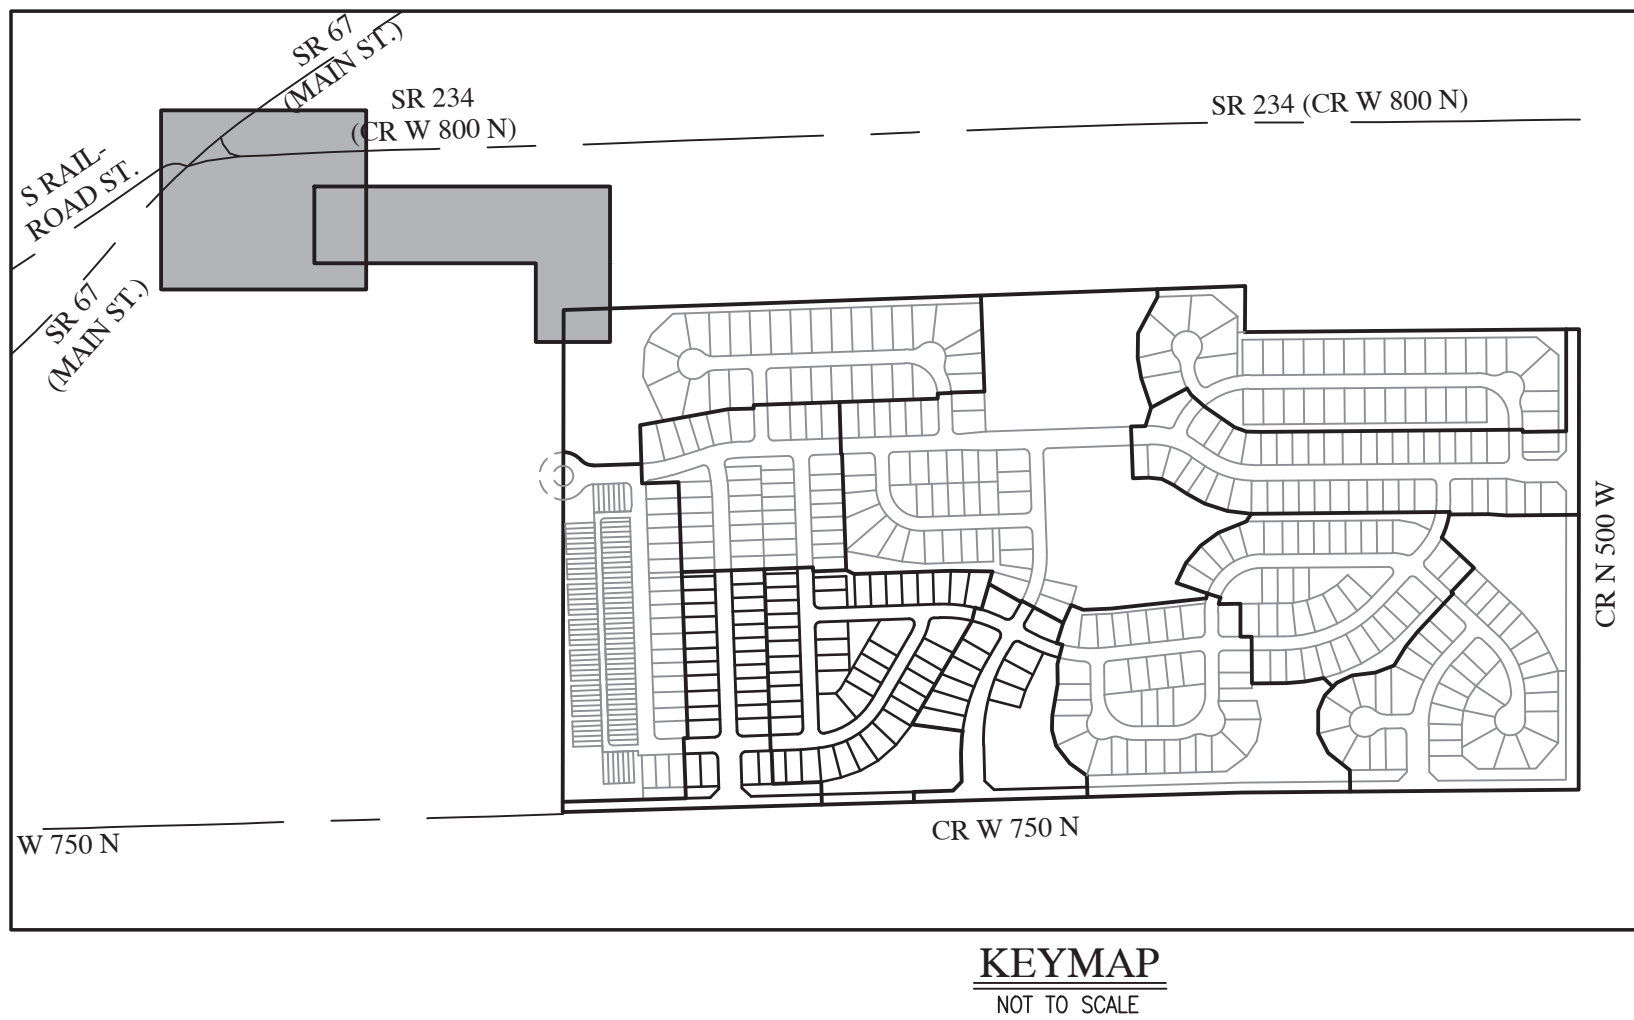 SR 67
(MAIN ST.)
SR 234
(CR W 800 N)
SR 234 (CR W 800 N)
S RAIL-
ROAD ST.
SR 67
(MAIN ST.)
CR N 500 W
W 750 N
CR W 750 N
KEYMAP
NOT TO SCALE